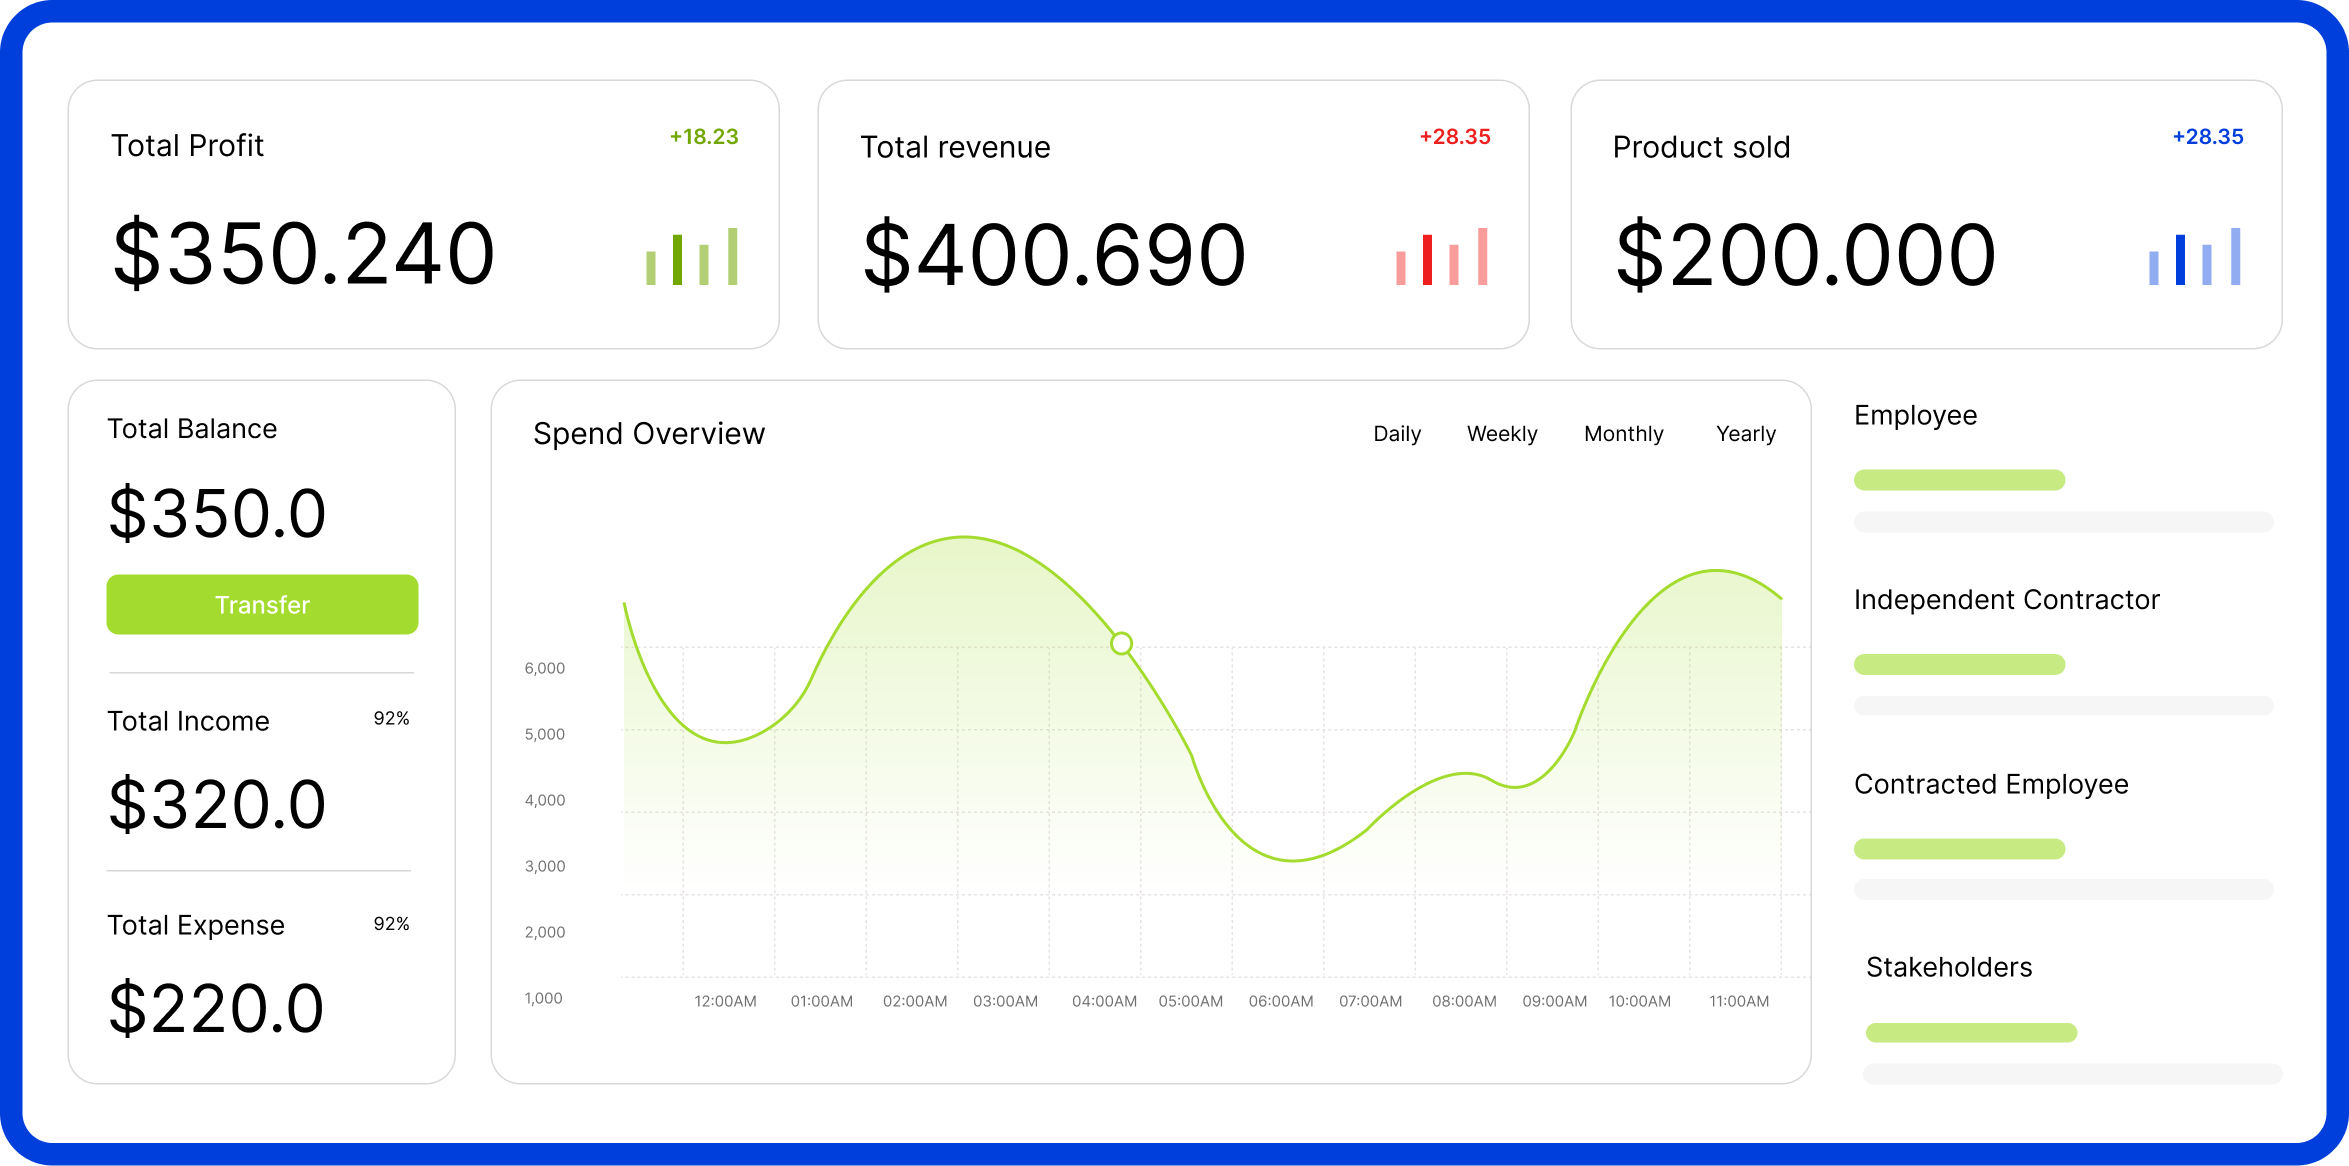 Total Profit
+18.23
$350.240
Total revenue
+28.35
$400.690
Product sold
+28.35
$200.000
Total Balance
$350.0
Transfer
Total Income 92%
$320.0
Total Expense 92%
$220.0
Spend Overview
Daily Weekly Monthly Yearly
6,000
5,000
4,000
3,000
2,000
1,000
12:00AM 01:00AM 02:00AM 03:00AM 04:00AM 05:00AM 06:00AM 07:00AM 08:00AM 09:00AM 10:00AM 11:00AM
Employee
Independent Contractor
Contracted Employee
Stakeholders